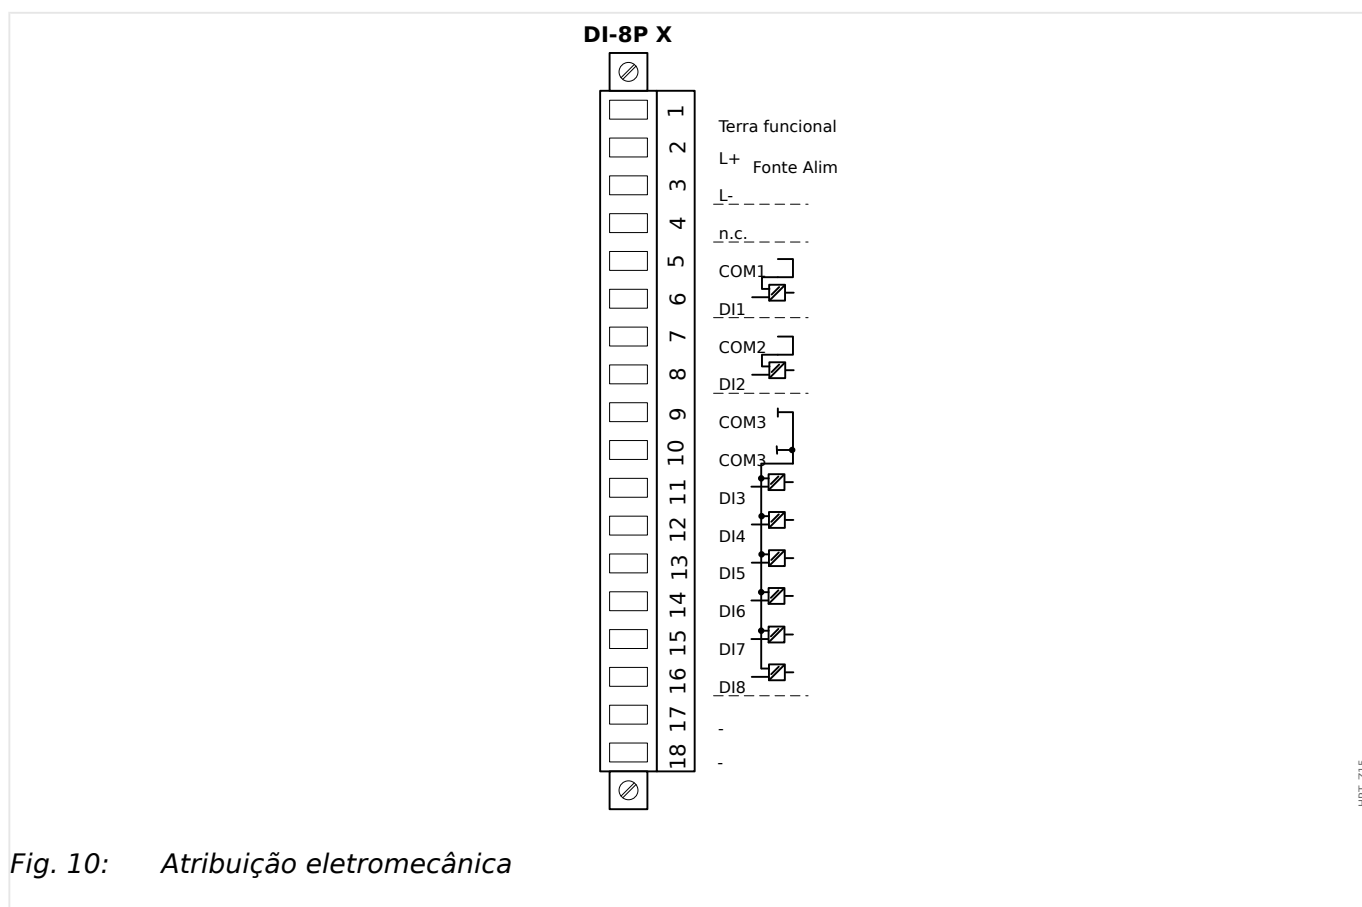 DI-8P X
1
Terra funcional
2
L+
Fonte Alim
3
L-
4
n.c.
5
COM1
6
DI1
7
COM2
8
DI2
9
COM3
10
COM3
11
DI3
12
DI4
13
DI5
14
DI6
15
DI7
16
DI8
17
-
18
-
Fig. 10: Atribuição eletromecânica